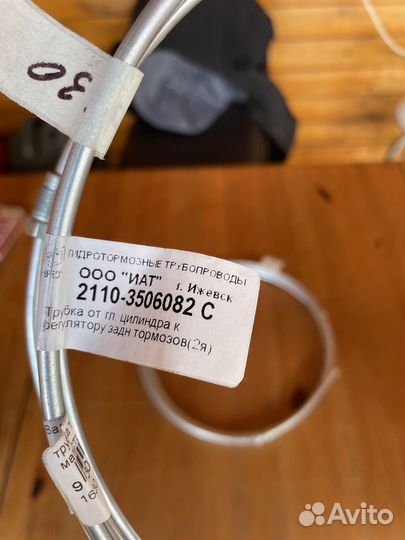 30
ГИДРОТОРМОЗНЫЕ ТРУБОПРОВОДЫ
ООО "ИАТ" г. Ижевск
2110-3506082 С
Трубка от гл. цилиндра к
регулятору задн тормозов(2я)
Avito